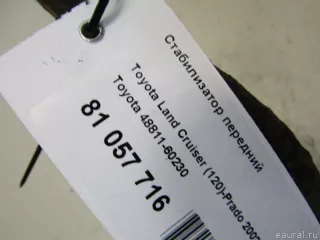 Стабилизатор передний
Toyota Land Cruiser (120)-Prado 200
Toyota 48811-60230
81 057 716
eaural.ru